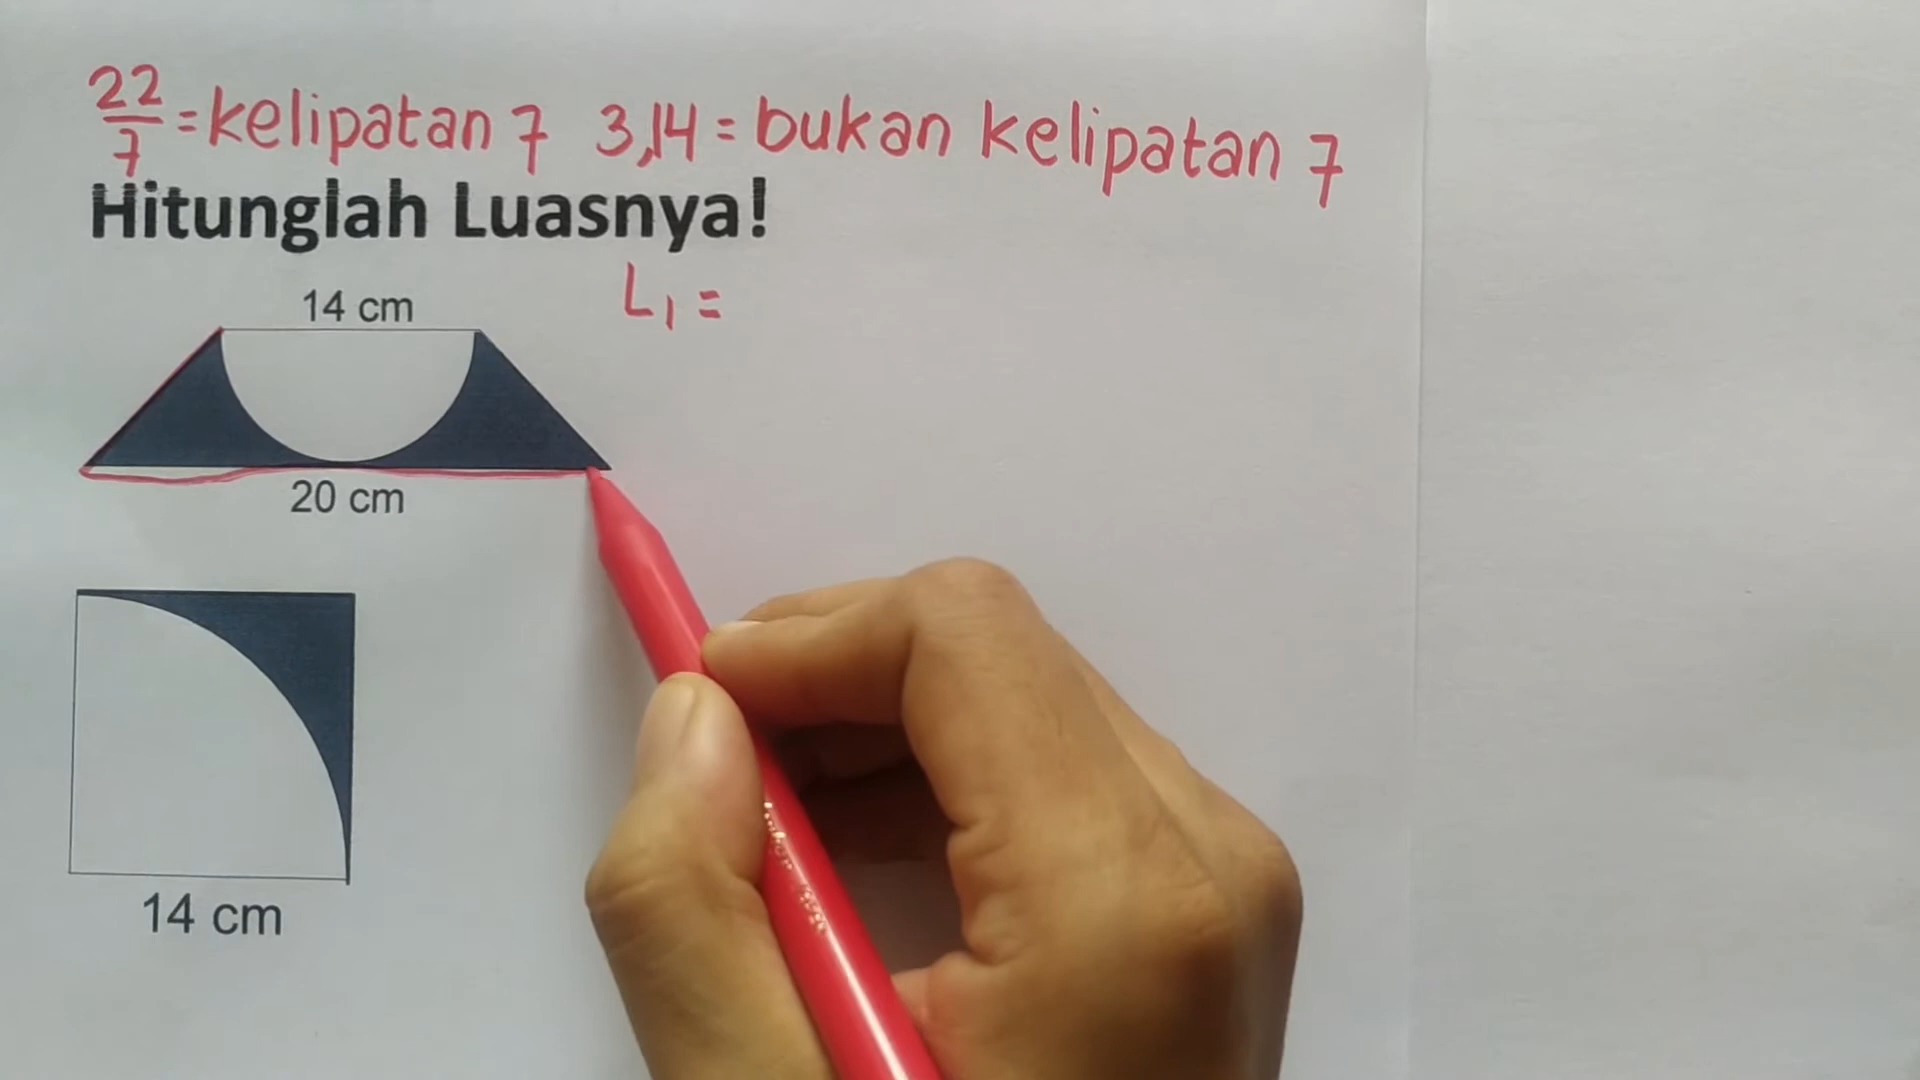 22/7 = kelipatan 7 3,14 = bukan kelipatan 7
Hitunglah Luasnya!
L₁ =
14 cm
20 cm
14 cm